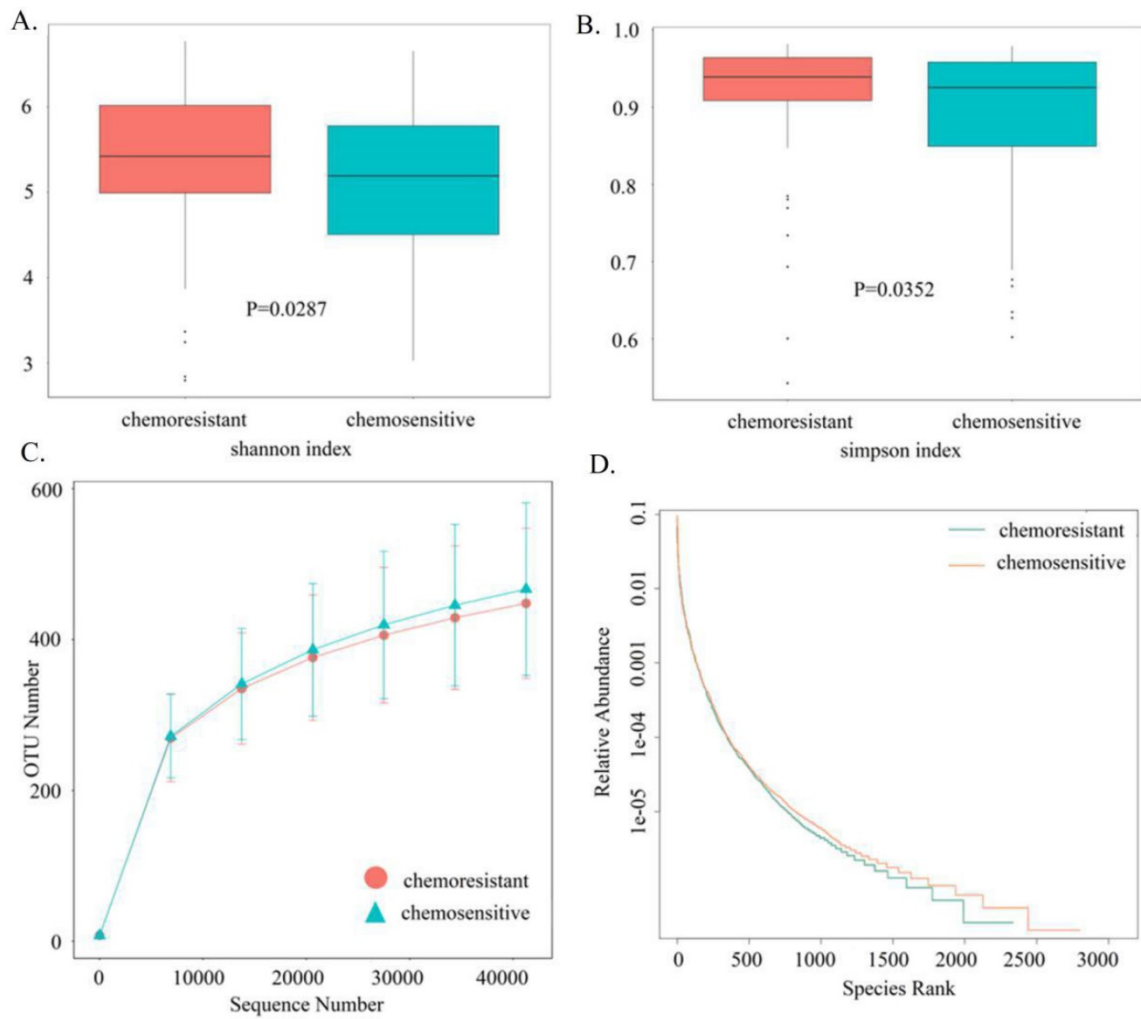 A.
6
5
4
3
P=0.0287
chemoresistant chemosensitive
shannon index
B.
1.0
0.9
0.8
0.7
0.6
P=0.0352
chemoresistant chemosensitive
simpson index
C.
600
400
200
0
OTU Number
chemoresistant
chemosensitive
0 10000 20000 30000 40000
Sequence Number
D.
0.1
0.01
0.001
1e-04
1e-05
Relative Abundance
chemoresistant
chemosensitive
0 500 1000 1500 2000 2500 3000
Species Rank